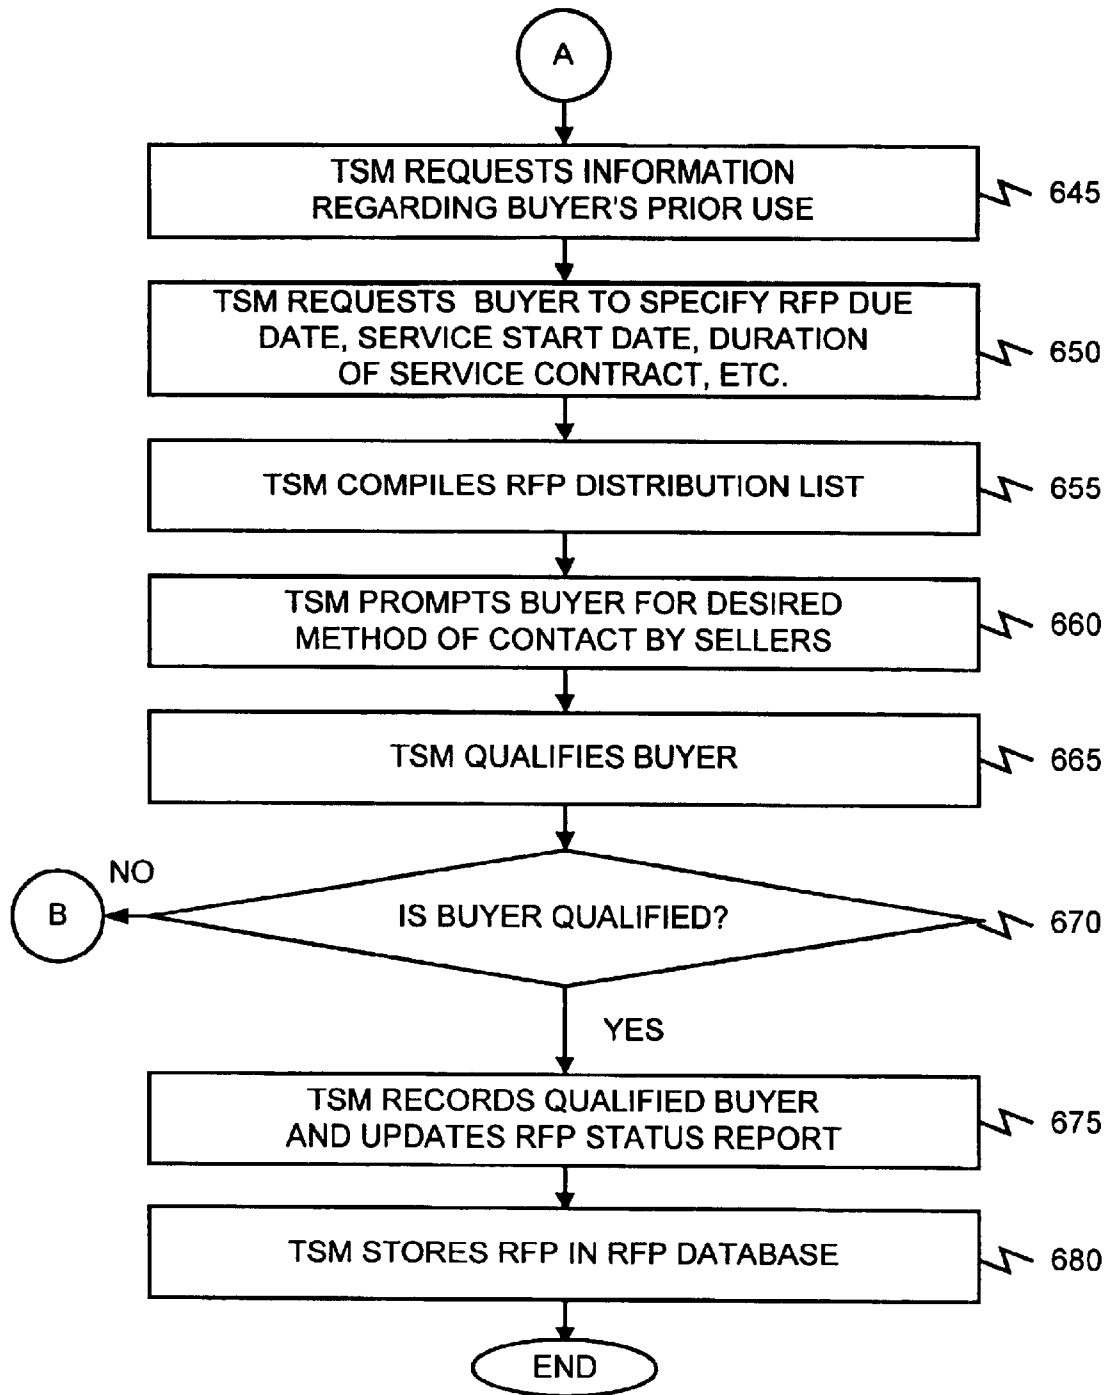 A
TSM REQUESTS INFORMATION
REGARDING BUYER'S PRIOR USE
645
TSM REQUESTS BUYER TO SPECIFY RFP DUE
DATE, SERVICE START DATE, DURATION
OF SERVICE CONTRACT, ETC.
650
TSM COMPILES RFP DISTRIBUTION LIST
655
TSM PROMPTS BUYER FOR DESIRED
METHOD OF CONTACT BY SELLERS
660
TSM QUALIFIES BUYER
665
NO
B
IS BUYER QUALIFIED?
670
YES
TSM RECORDS QUALIFIED BUYER
AND UPDATES RFP STATUS REPORT
675
TSM STORES RFP IN RFP DATABASE
680
END